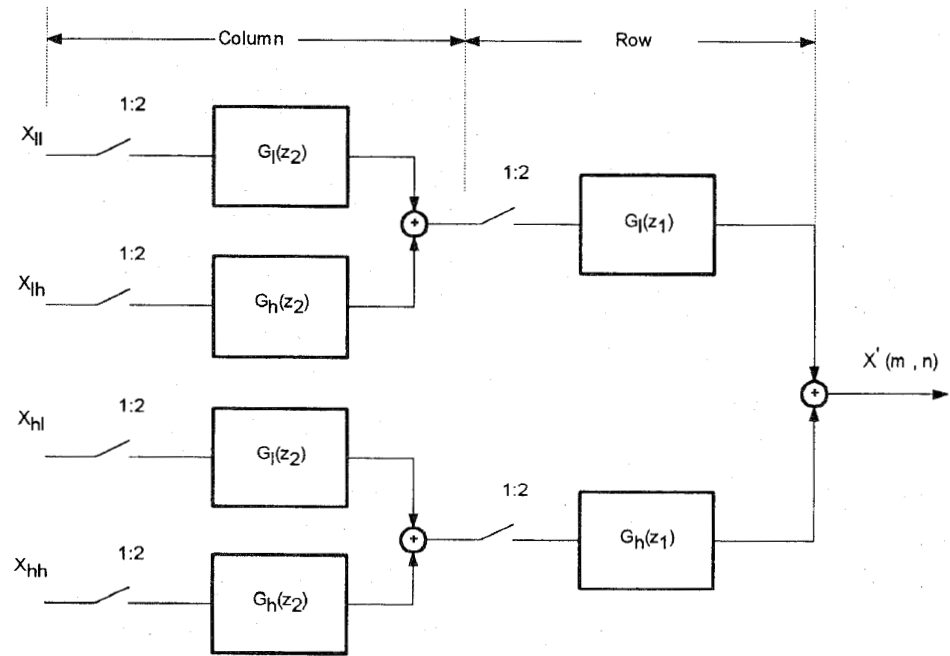 Column
Row
1:2
X_ll
G_l(z_2)
1:2
G_l(z_1)
1:2
X_lh
G_h(z_2)
X' (m , n)
1:2
X_hl
G_l(z_2)
1:2
G_h(z_1)
1:2
X_hh
G_h(z_2)
+
+
+